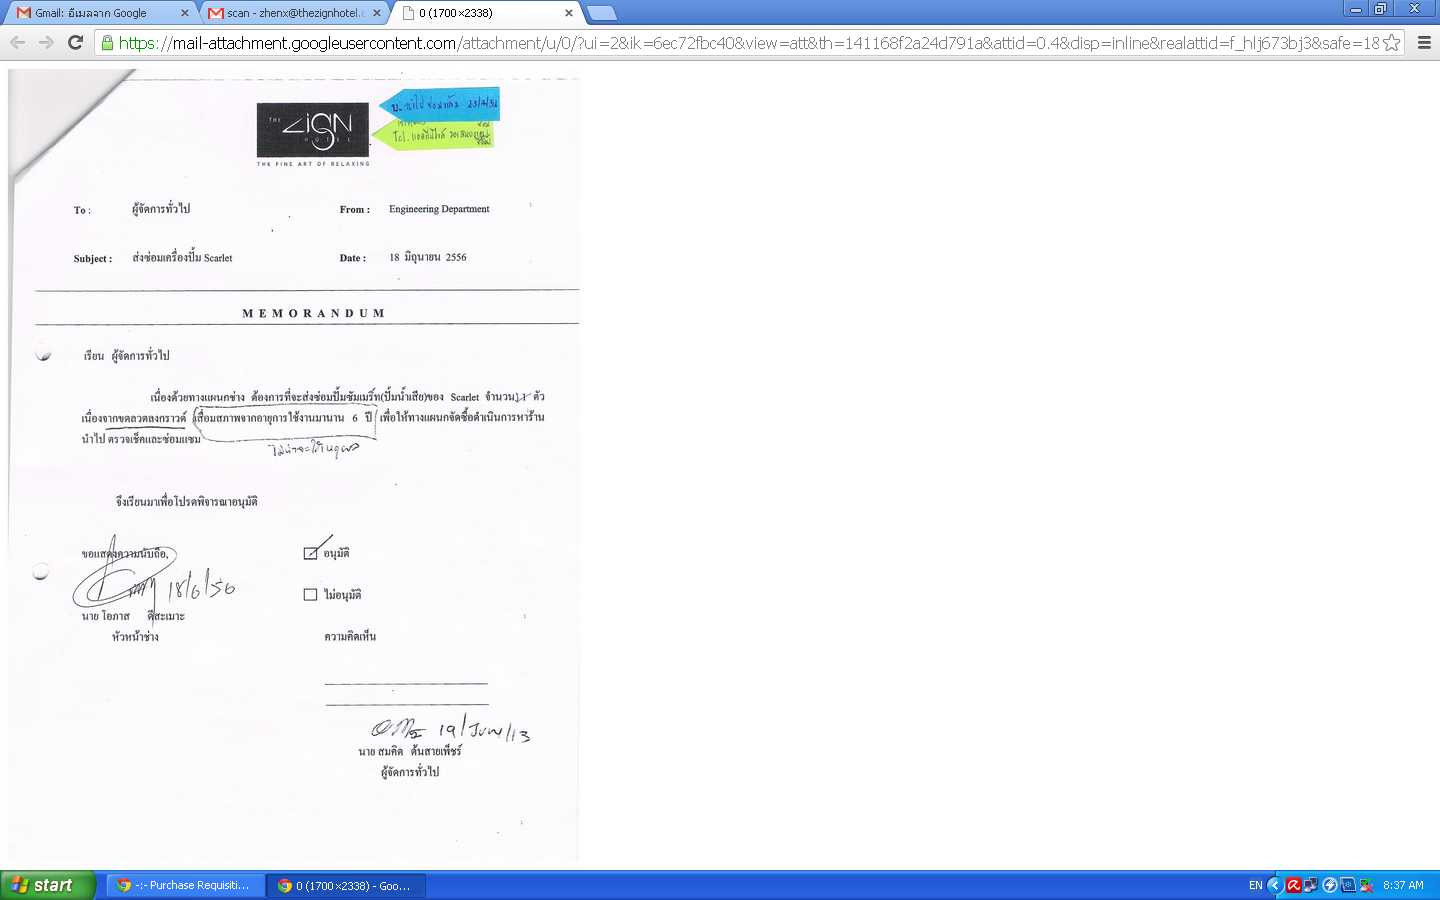 Gmail: อีเมลจาก Google
scan - zhenx@thezignhotel.c
0 (1700×2338)
https://mail-attachment.googleusercontent.com/attachment/u/0/?ui=2&ik=6ec72fbc40&view=att&th=141168f2a24d791a&attid=0.4&disp=inline&realattid=f_hlj673bj3&safe=18
THE ZIGN
HOTEL
THE FINE ART OF RELAXING
To : ผู้จัดการทั่วไป From : Engineering Department
Subject : ส่งซ่อมเครื่องปั้ม Scarlet Date : 18 มิถุนายน 2556
MEMORANDUM
เรียน ผู้จัดการทั่วไป
เนื่องด้วยทางแผนกช่าง ต้องการที่จะส่งซ่อมปั้มซัมเมริ์ท(ปั้มน้ำเสีย)ของ Scarlet จำนวน 1 ตัว
เนื่องจากขดลวดลงกราวด์ เสื่อมสภาพจากอายุการใช้งานมานาน 6 ปี เพื่อให้ทางแผนกจัดซื้อดำเนินการหาร้าน
นำไป ตรวจเช็คและซ่อมแซม
จึงเรียนมาเพื่อโปรดพิจารณาอนุมัติ
ขอแสดงความนับถือ,
อนุมัติ
18/6/56
ไม่อนุมัติ
นาย โอภาส ดีสะเมาะ
หัวหน้าช่าง
ความคิดเห็น
19/June/13
นาย สมคิด ต้นสายเพ็ชร์
ผู้จัดการทั่วไป
start
-:- Purchase Requisiti...
0 (1700×2338) - Goo...
EN
8:37 AM